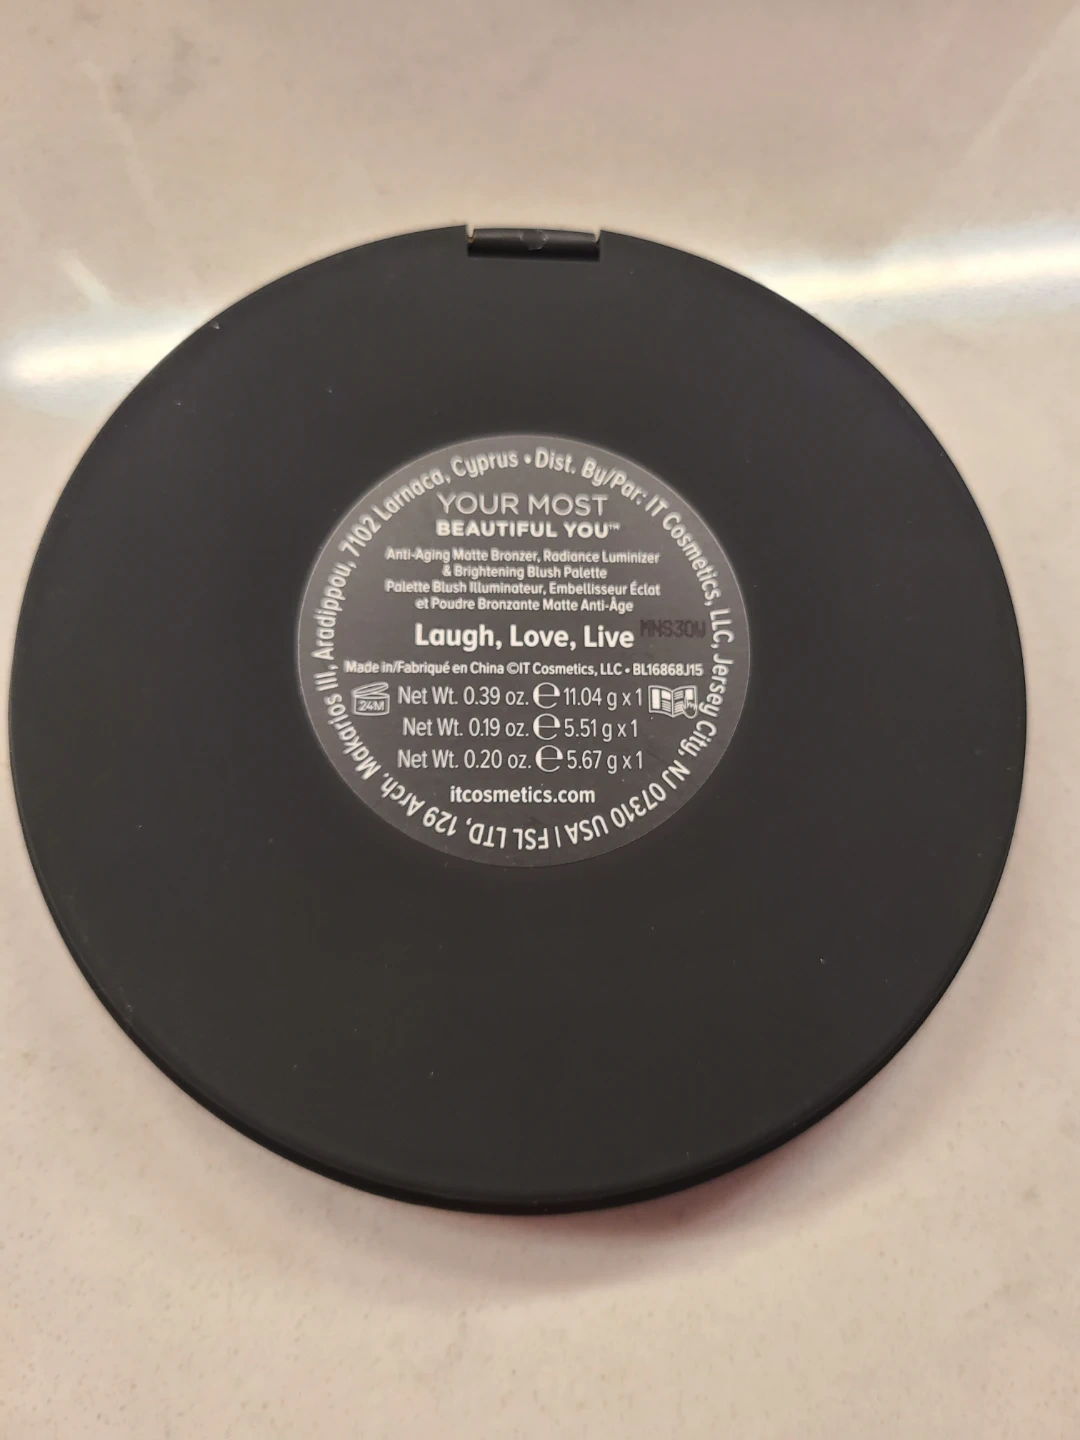 Dist. By/Par: IT Cosmetics, LLC, Jersey City, NJ 07310 USA | FSL LTD, 129 Arch. Makarios III, Aradippou, 7102 Larnaca, Cyprus •
YOUR MOST
BEAUTIFUL YOU™
Anti-Aging Matte Bronzer, Radiance Luminizer
& Brightening Blush Palette
Palette Blush Illuminateur, Embellisseur Éclat
et Poudre Bronzante Matte Anti-Âge
Laugh, Love, Live
MNS30W
Made in/Fabriqué en China ©IT Cosmetics, LLC • BL16868J15
24M Net Wt. 0.39 oz. ℮ 11.04 g x 1
Net Wt. 0.19 oz. ℮ 5.51 g x 1
Net Wt. 0.20 oz. ℮ 5.67 g x 1
itcosmetics.com